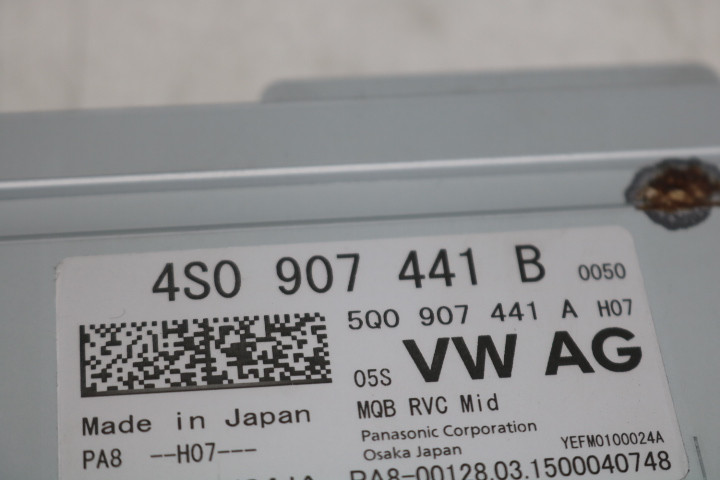 4S0 907 441 B 0050
5Q0 907 441 A H07
05S VW AG
MQB RVC Mid
Made in Japan
Panasonic Corporation
Osaka Japan
YEFM0100024A
PA8 --H07---
PA8-00128.03.1500040748